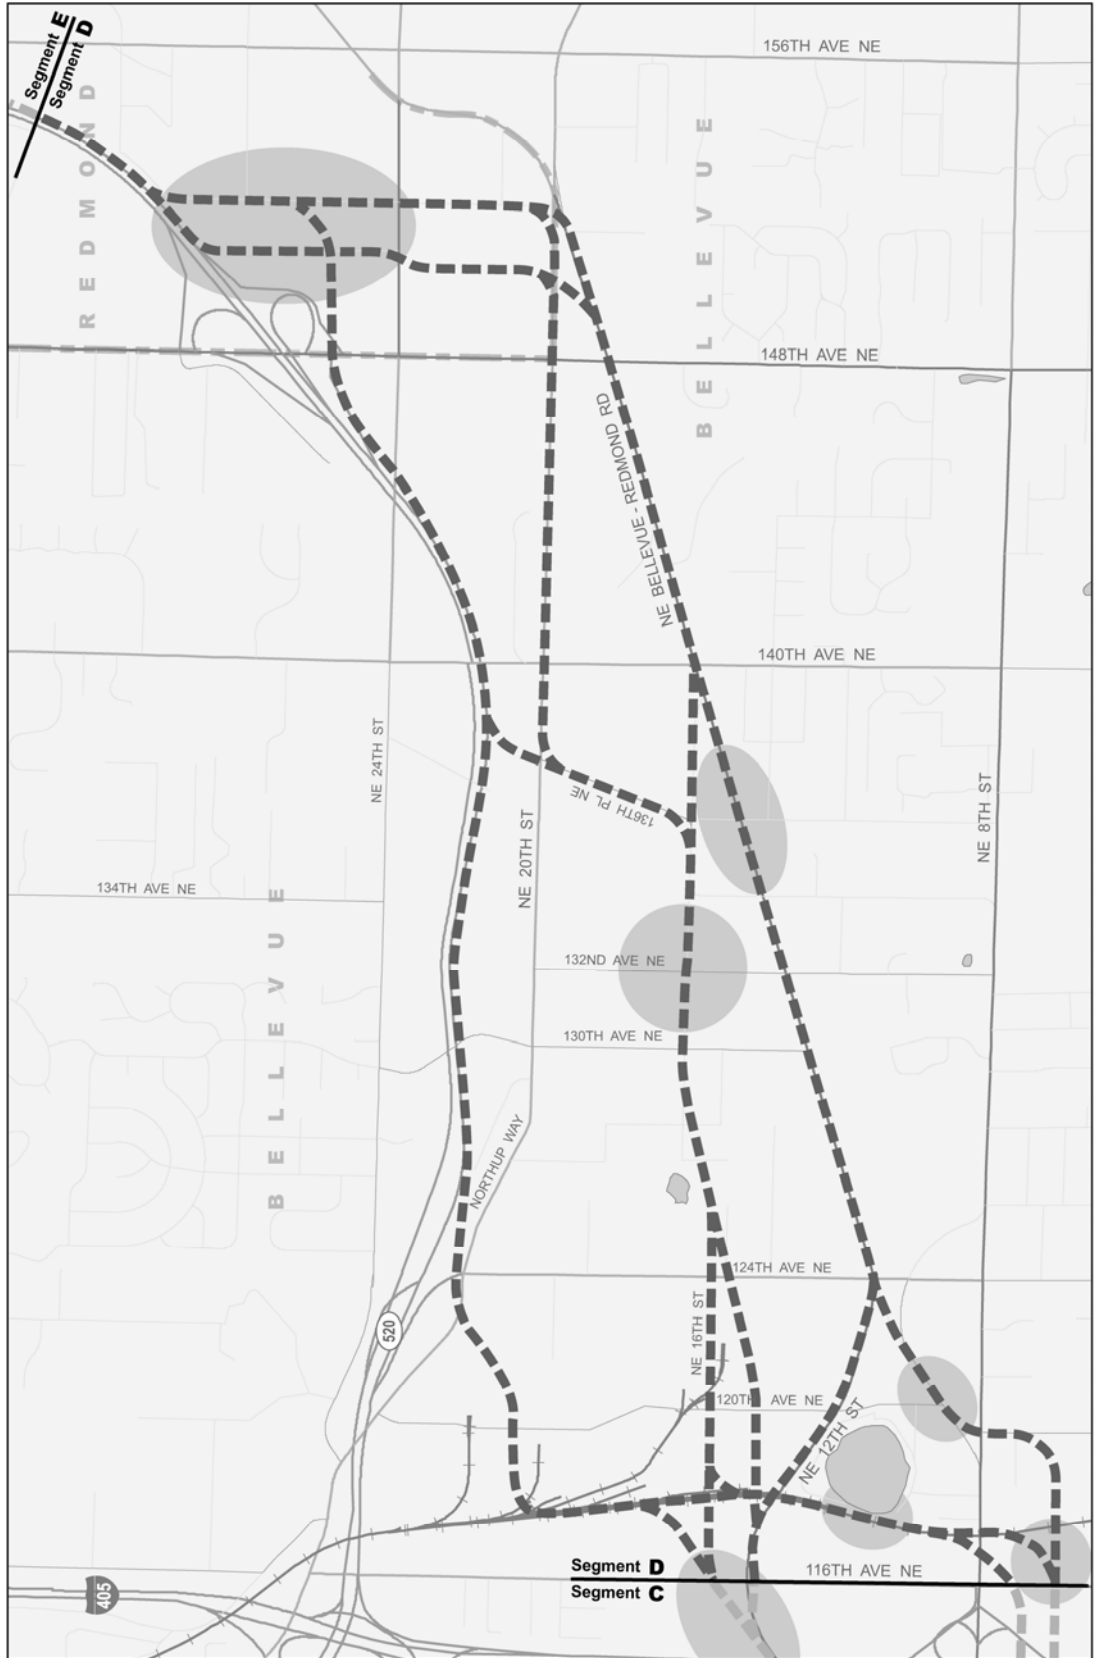 Segment E
Segment D
156TH AVE NE
REDMOND
BELLEVUE
148TH AVE NE
NE BELLEVUE - REDMOND RD
140TH AVE NE
NE 24TH ST
136TH PL NE
NE 20TH ST
NE 8TH ST
134TH AVE NE
BELLEVUE
132ND AVE NE
130TH AVE NE
NORTHUP WAY
124TH AVE NE
NE 16TH ST
520
120TH AVE NE
NE 12TH ST
Segment D
116TH AVE NE
Segment C
405